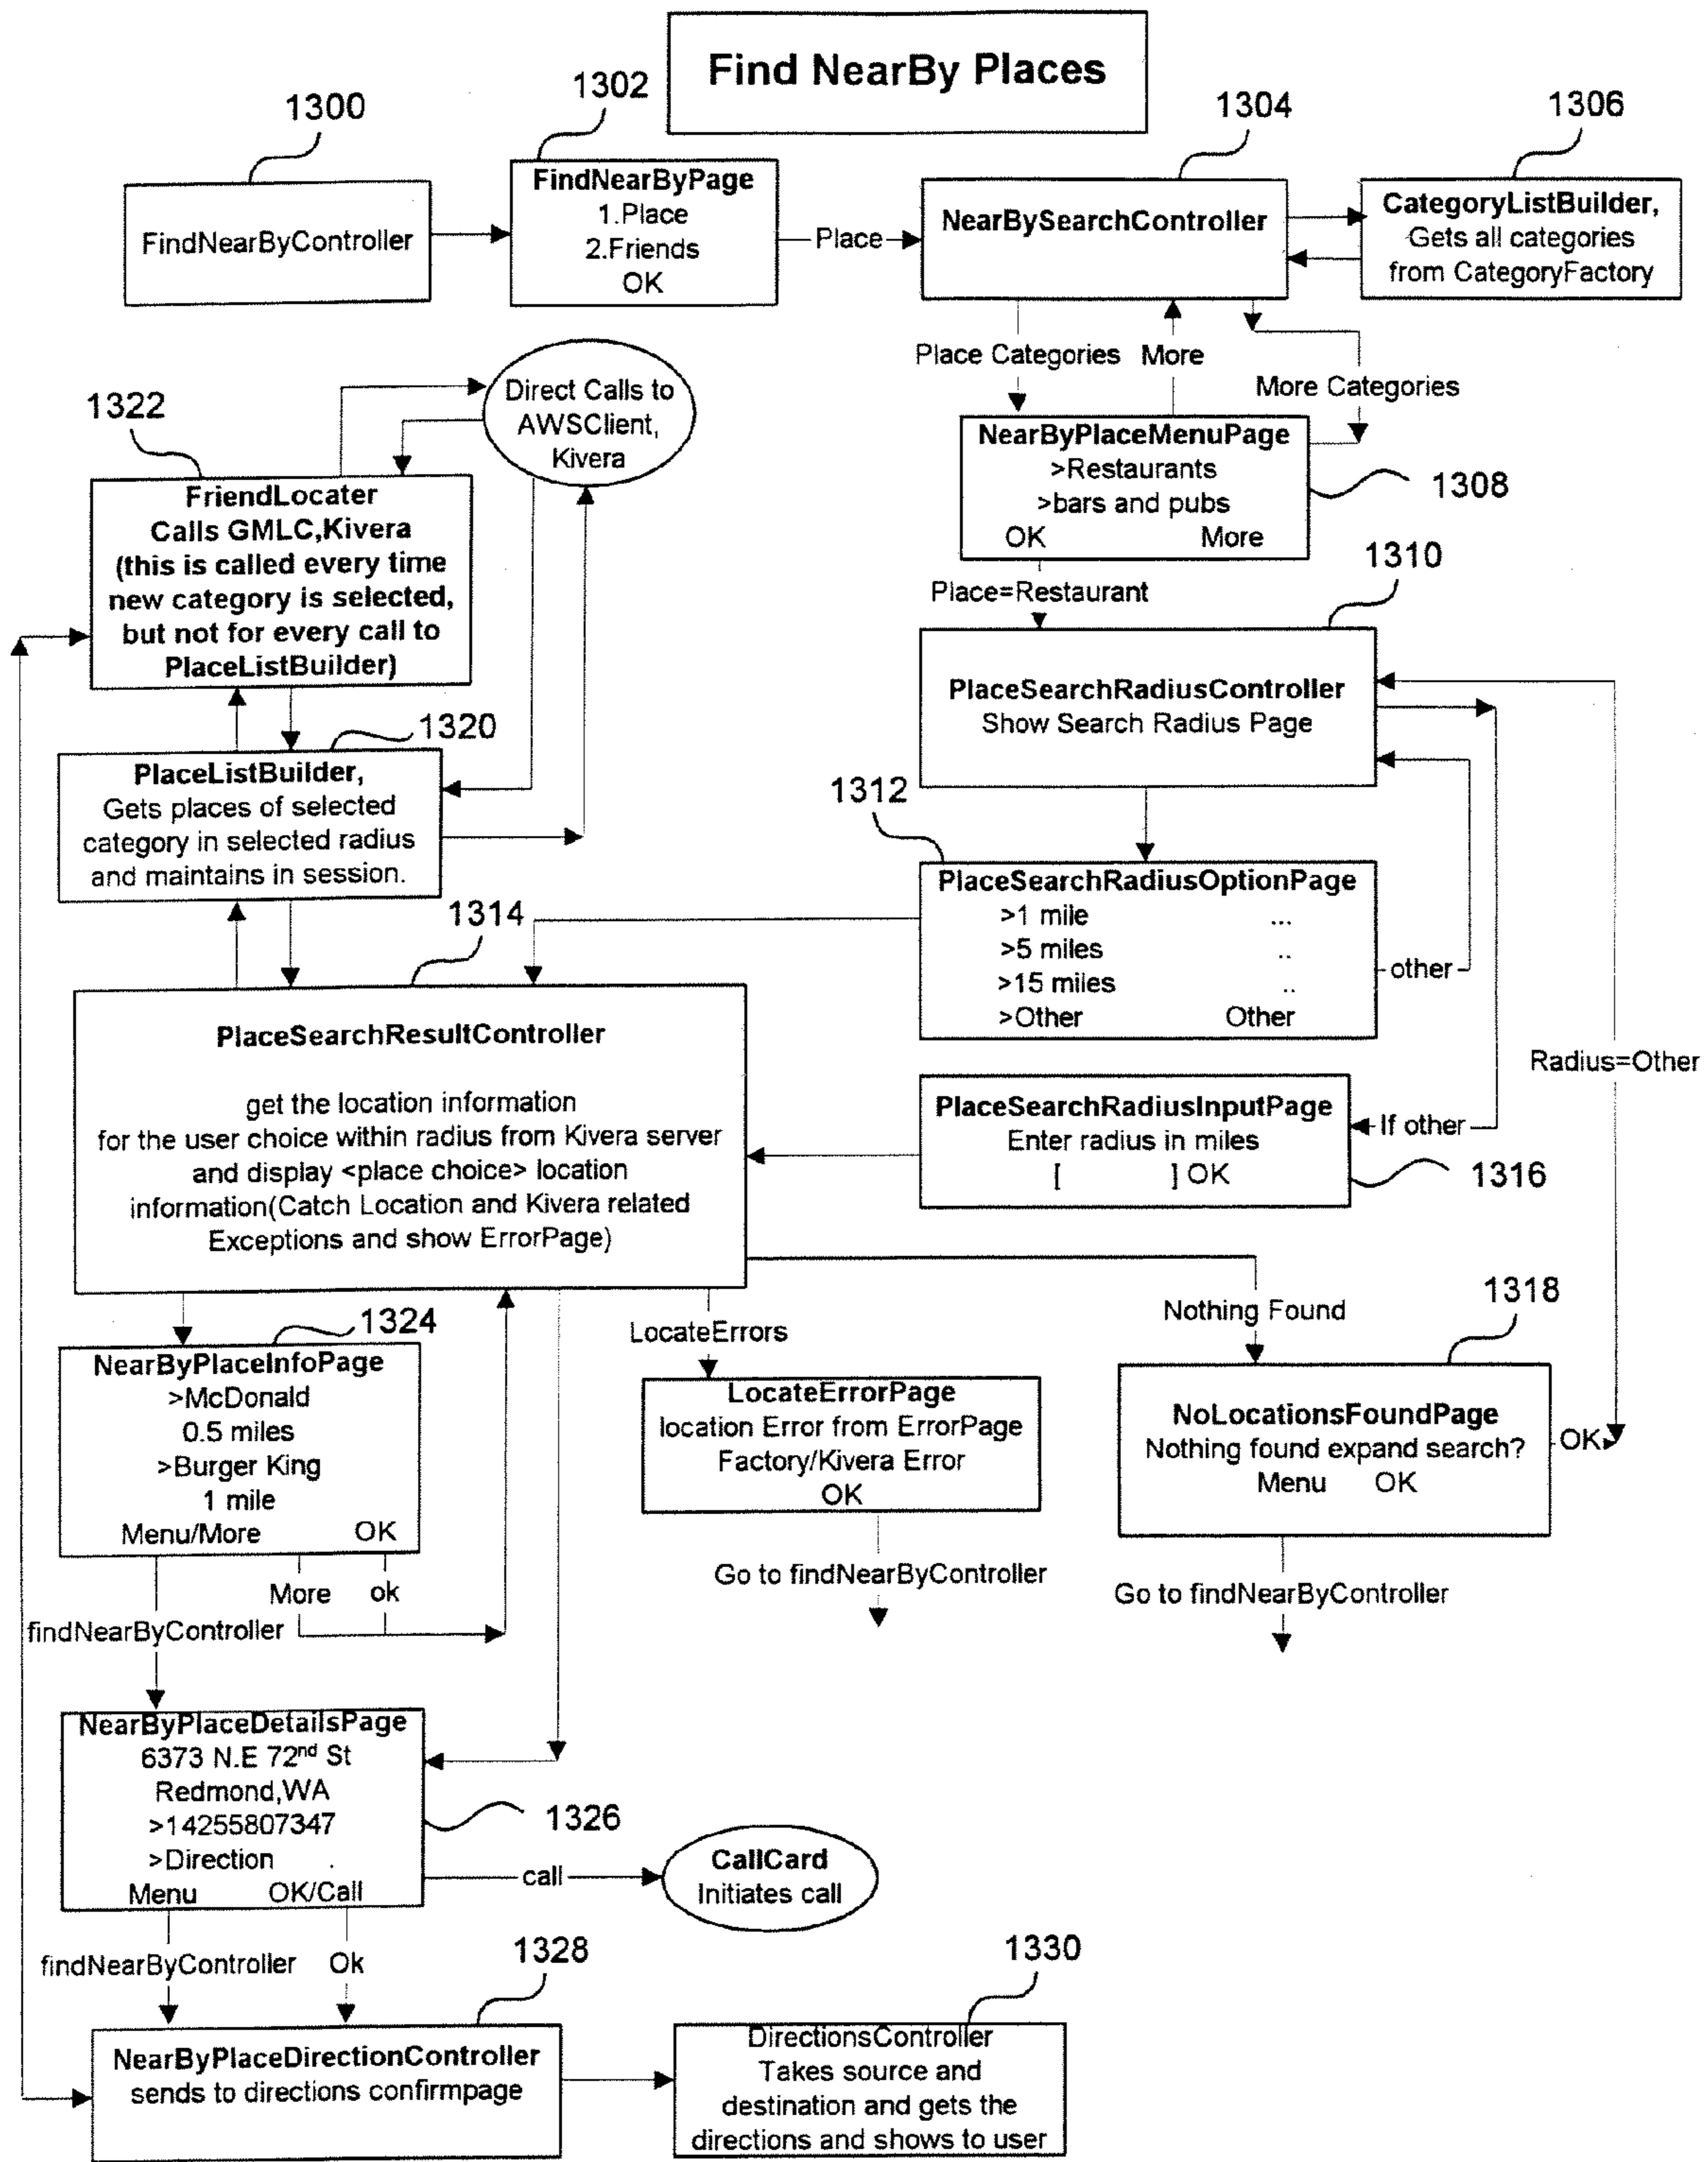 Find NearBy Places
1300
1302
1304
1306
FindNearByController
FindNearByPage
1.Place
2.Friends
OK
Place
NearBySearchController
CategoryListBuilder,
Gets all categories
from CategoryFactory
Place Categories
More
More Categories
Direct Calls to
AWSClient,
Kivera
1322
FriendLocater
Calls GMLC,Kivera
(this is called every time
new category is selected,
but not for every call to
PlaceListBuilder)
NearByPlaceMenuPage
>Restaurants
>bars and pubs
OK More
1308
1310
Place=Restaurant
PlaceSearchRadiusController
Show Search Radius Page
1320
PlaceListBuilder,
Gets places of selected
category in selected radius
and maintains in session.
1312
PlaceSearchRadiusOptionPage
>1 mile ...
>5 miles ..
>15 miles ..
>Other Other
other
1314
PlaceSearchResultController
get the location information
for the user choice within radius from Kivera server
and display <place choice> location
information(Catch Location and Kivera related
Exceptions and show ErrorPage)
Radius=Other
PlaceSearchRadiusInputPage
Enter radius in miles
[ ] OK
If other
1316
1318
Nothing Found
LocateErrors
1324
NearByPlaceInfoPage
>McDonald
0.5 miles
>Burger King
1 mile
Menu/More OK
LocateErrorPage
location Error from ErrorPage
Factory/Kivera Error
OK
NoLocationsFoundPage
Nothing found expand search?
Menu OK
OK
Go to findNearByController
Go to findNearByController
More
ok
findNearByController
NearByPlaceDetailsPage
6373 N.E 72nd St
Redmond,WA
>14255807347
>Direction
Menu OK/Call
1326
call
CallCard
Initiates call
findNearByController
Ok
1328
1330
NearByPlaceDirectionController
sends to directions confirmpage
DirectionsController
Takes source and
destination and gets the
directions and shows to user